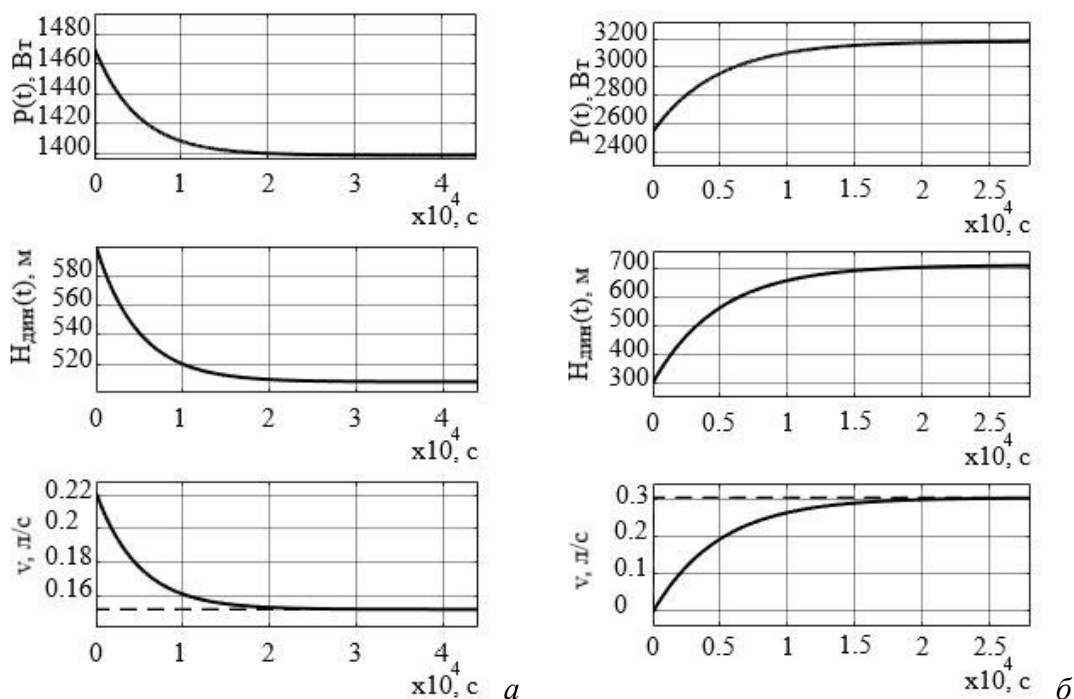 P(t), Вт
1480
1460
1440
1420
1400
0 1 2 3 4
x10⁴, с
Hдин(t), м
580
560
540
520
0 1 2 3 4
x10⁴, с
v, л/с
0.22
0.2
0.18
0.16
0 1 2 3 4
x10⁴, с
а
P(t), Вт
3200
3000
2800
2600
2400
0 0.5 1 1.5 2 2.5
x10⁴, с
Hдин(t), м
700
600
500
400
300
0 0.5 1 1.5 2 2.5
x10⁴, с
v, л/с
0.3
0.2
0.1
0
0 0.5 1 1.5 2 2.5
x10⁴, с
б